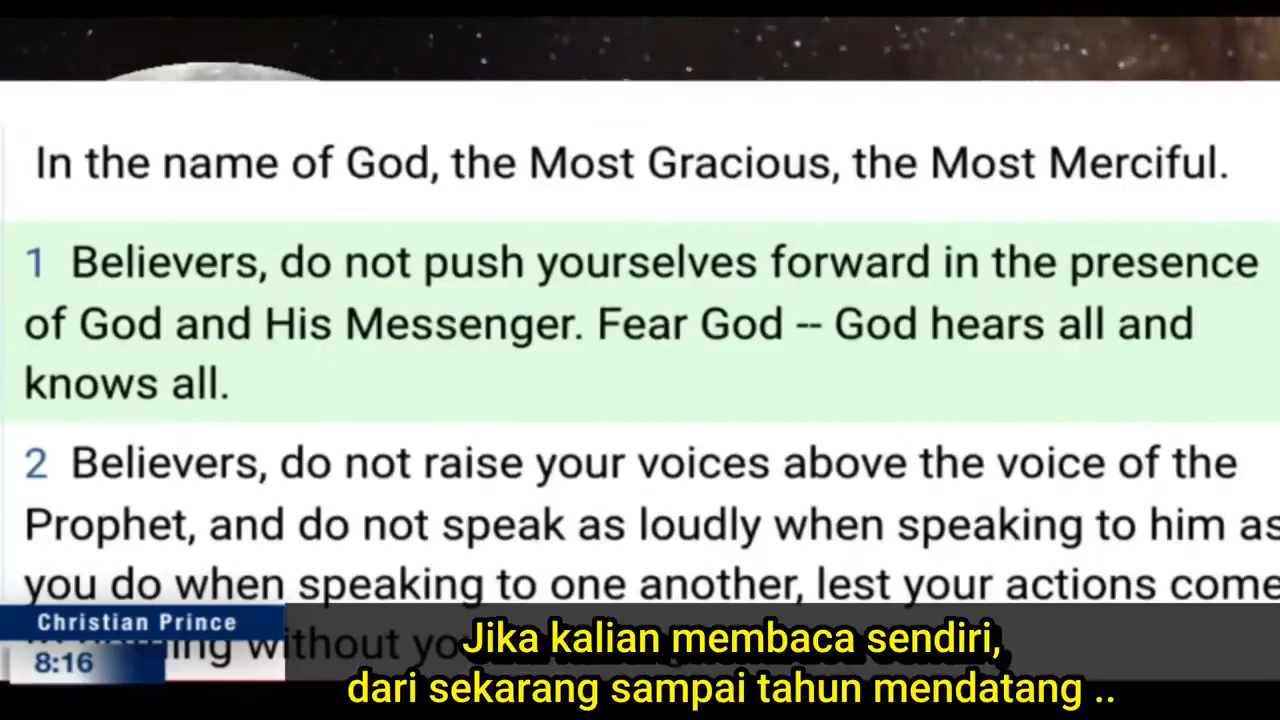 In the name of God, the Most Gracious, the Most Merciful.
1 Believers, do not push yourselves forward in the presence
of God and His Messenger. Fear God -- God hears all and
knows all.
2 Believers, do not raise your voices above the voice of the
Prophet, and do not speak as loudly when speaking to him as
you do when speaking to one another, lest your actions come
without
Christian Prince
8:16
Jika kalian membaca sendiri,
dari sekarang sampai tahun mendatang ..